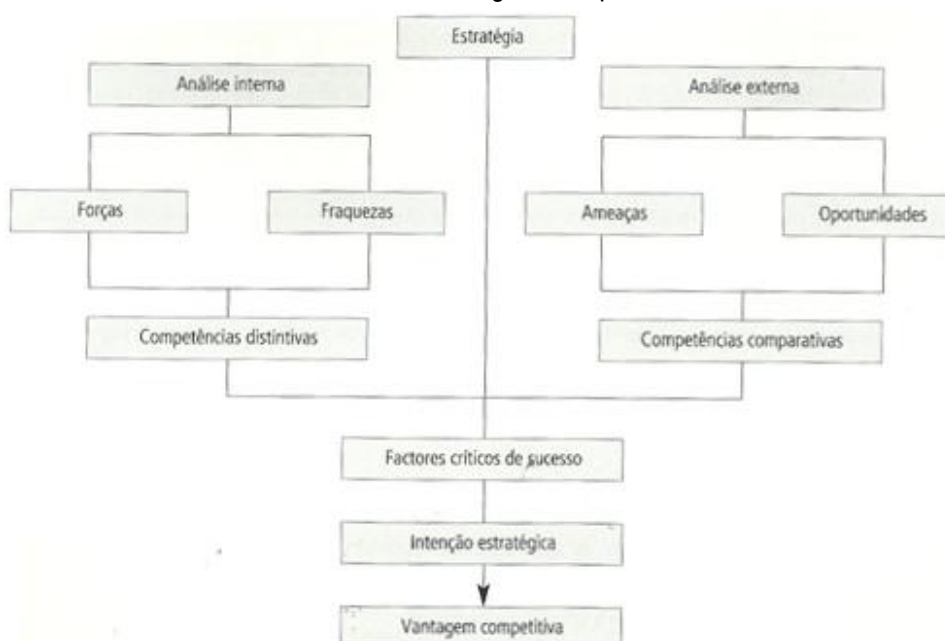 Estratégia
Análise interna
Análise externa
Forças
Fraquezas
Ameaças
Oportunidades
Competências distintivas
Competências comparativas
Factores críticos de sucesso
Intenção estratégica
Vantagem competitiva